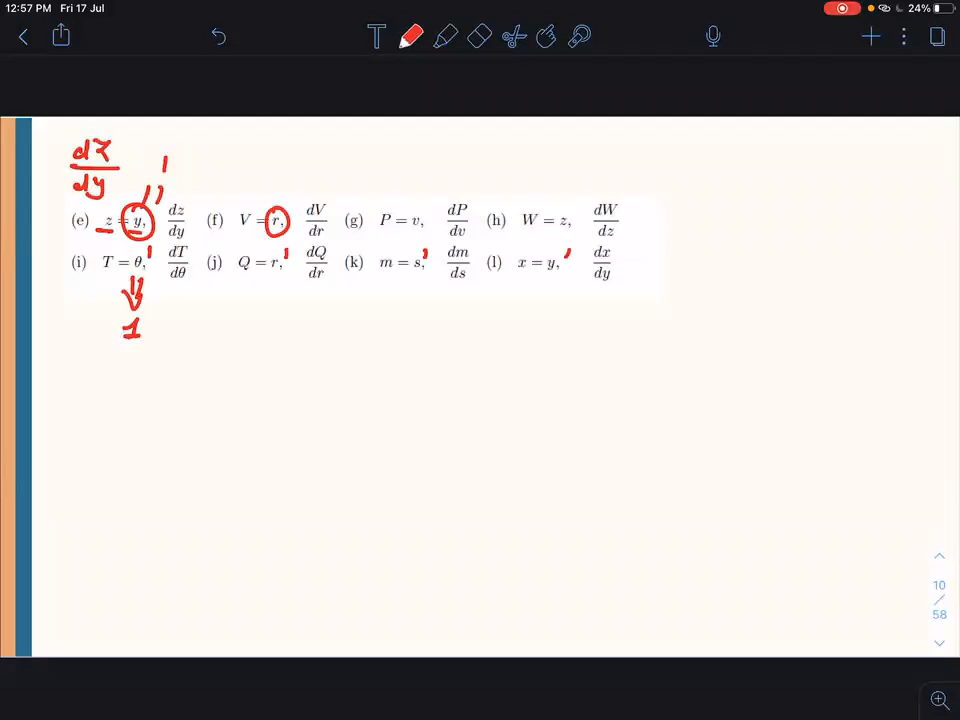 12:57 PM Fri 17 Jul 24%
dz
dy
(e) z = y, dz/dy (f) V = r, dV/dr (g) P = v, dP/dv (h) W = z, dW/dz
(i) T = θ, dT/dθ (j) Q = r, dQ/dr (k) m = s, dm/ds (l) x = y, dx/dy
1
10
/
58